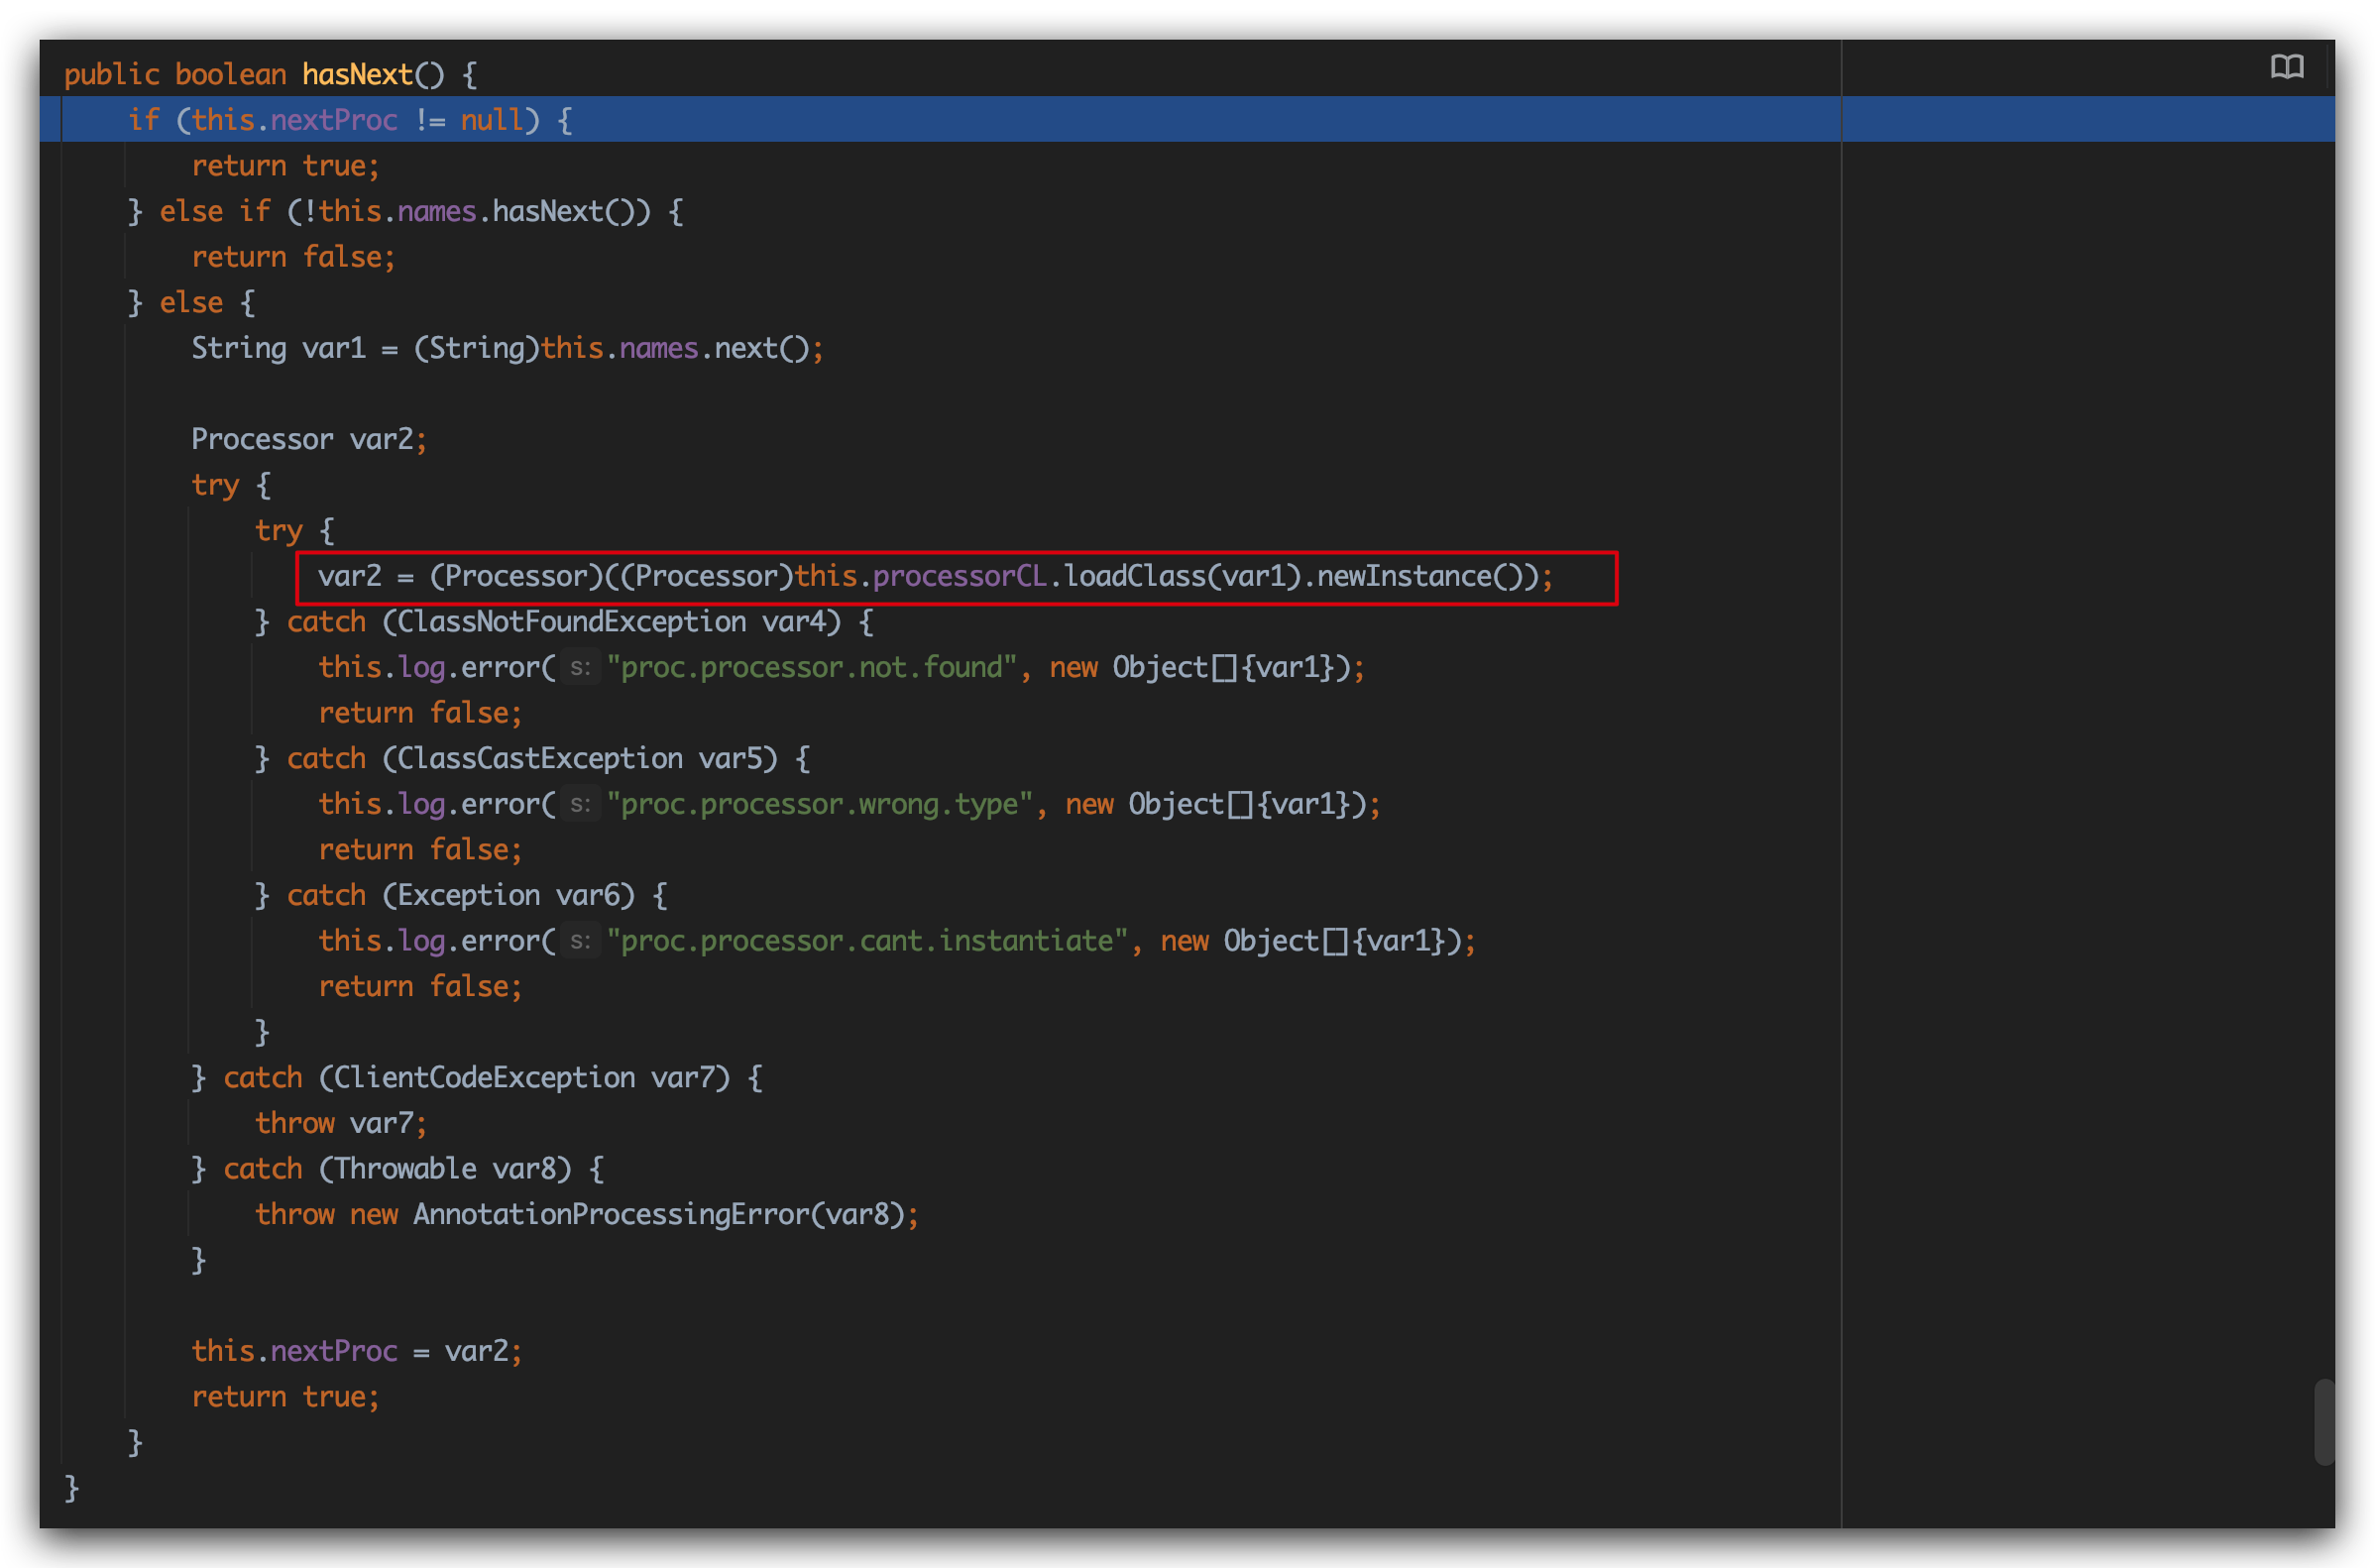 public boolean hasNext() {
    if (this.nextProc != null) {
        return true;
    } else if (!this.names.hasNext()) {
        return false;
    } else {
        String var1 = (String)this.names.next();

        Processor var2;
        try {
            try {
                var2 = (Processor)((Processor)this.processorCL.loadClass(var1).newInstance());
            } catch (ClassNotFoundException var4) {
                this.log.error( s: "proc.processor.not.found", new Object[]{var1});
                return false;
            } catch (ClassCastException var5) {
                this.log.error( s: "proc.processor.wrong.type", new Object[]{var1});
                return false;
            } catch (Exception var6) {
                this.log.error( s: "proc.processor.cant.instantiate", new Object[]{var1});
                return false;
            }
        } catch (ClientCodeException var7) {
            throw var7;
        } catch (Throwable var8) {
            throw new AnnotationProcessingError(var8);
        }

        this.nextProc = var2;
        return true;
    }
}